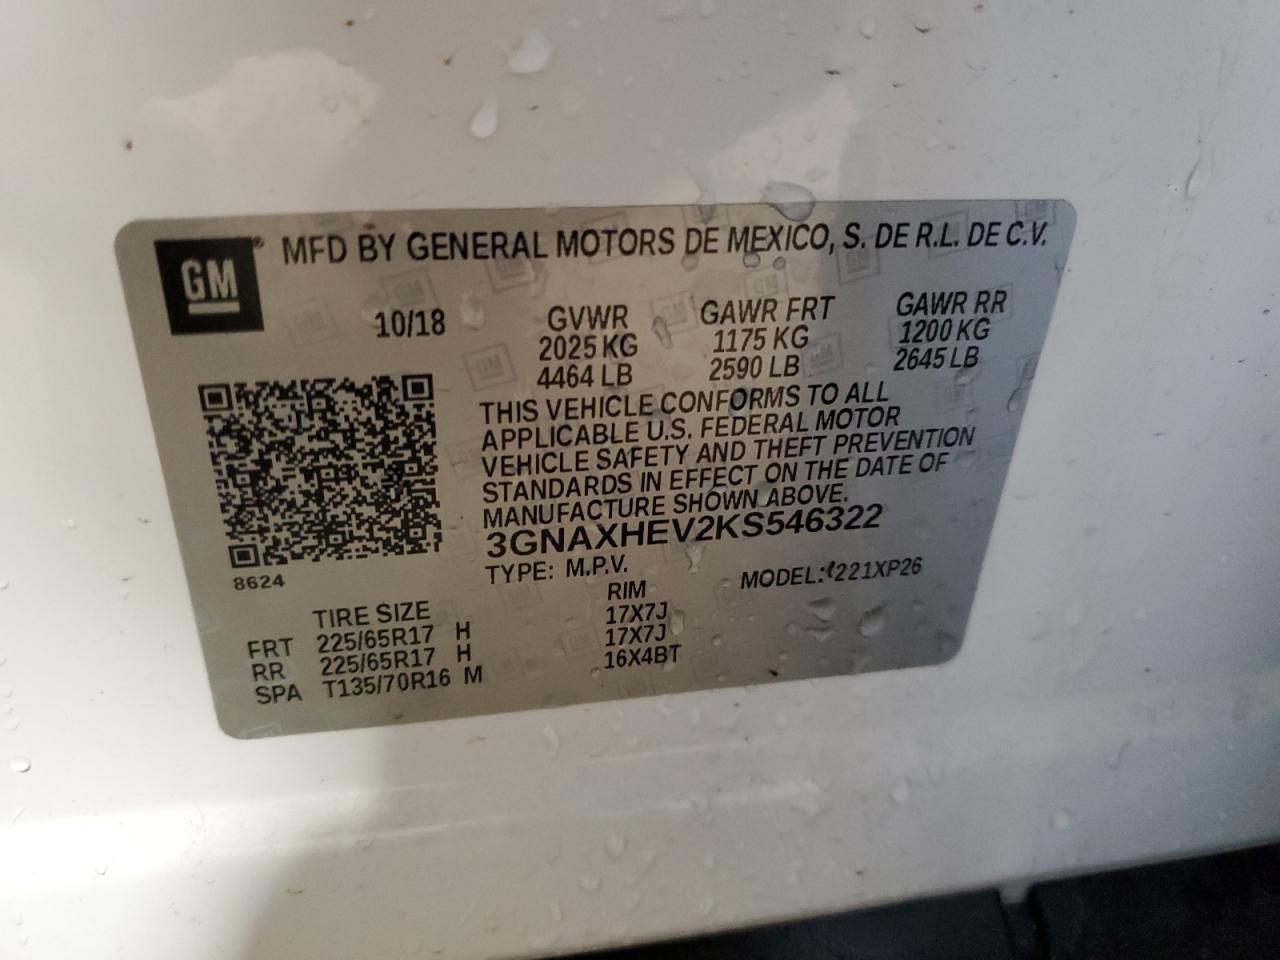 GM
® MFD BY GENERAL MOTORS DE MEXICO, S. DE R.L. DE C.V.
10/18
GVWR GAWR FRT GAWR RR
2025 KG 1175 KG 1200 KG
4464 LB 2590 LB 2645 LB
THIS VEHICLE CONFORMS TO ALL
APPLICABLE U.S. FEDERAL MOTOR
VEHICLE SAFETY AND THEFT PREVENTION
STANDARDS IN EFFECT ON THE DATE OF
MANUFACTURE SHOWN ABOVE.
3GNAXHEV2KS546322
8624
TYPE: M.P.V. MODEL: 221XP26
TIRE SIZE RIM
FRT 225/65R17 H 17X7J
RR 225/65R17 H 17X7J
SPA T135/70R16 M 16X4BT